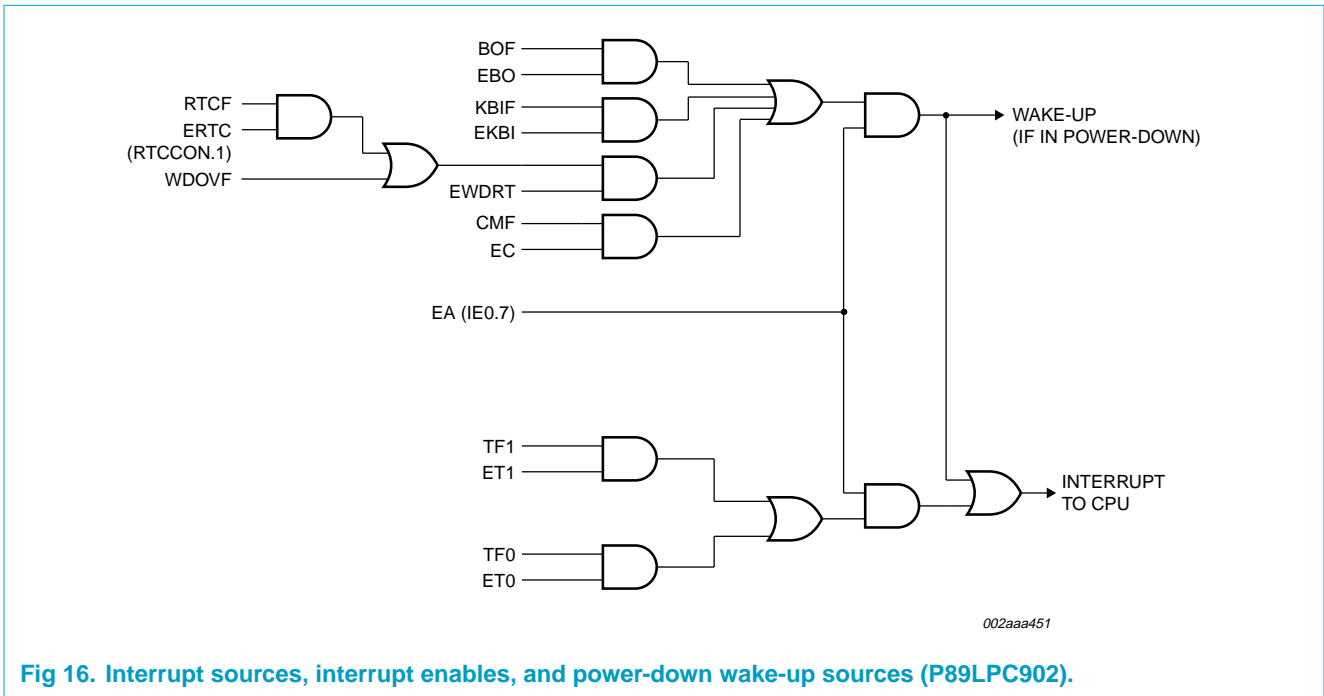 BOF
EBO
RTCF
ERTC
(RTCCON.1)
WDOVF
KBIF
EKBI
EWDRT
CMF
EC
WAKE-UP
(IF IN POWER-DOWN)
EA (IE0.7)
TF1
ET1
TF0
ET0
INTERRUPT
TO CPU
002aaa451
Fig 16. Interrupt sources, interrupt enables, and power-down wake-up sources (P89LPC902).